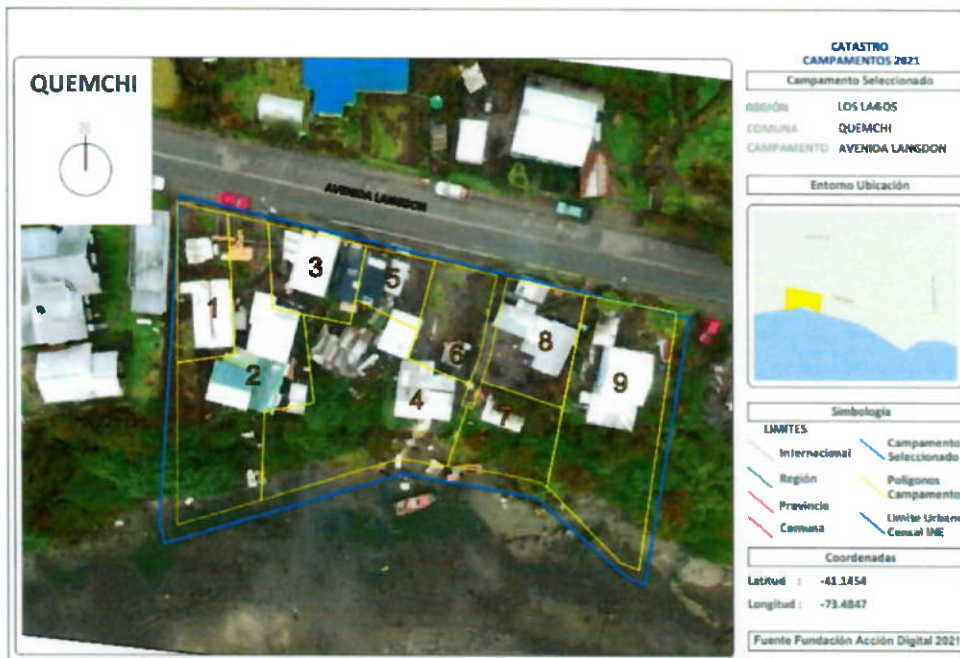 QUEMCHI
N
AVENIDA LANGDON
1
2
3
4
5
6
7
8
9
CATASTRO
CAMPAMENTOS 2021
Campamento Seleccionado
REGIÓN LOS LAGOS
COMUNA QUEMCHI
CAMPAMENTO AVENIDA LANGDON
Entorno Ubicación
Simbología
LIMITES
Internacional
Región
Provincia
Comuna
Campamento
Seleccionado
Polígonos
Campamento
Limite Urbano
Censal INE
Coordenadas
Latitud : -41.1454
Longitud : -73.4847
Fuente Fundación Acción Digital 2021